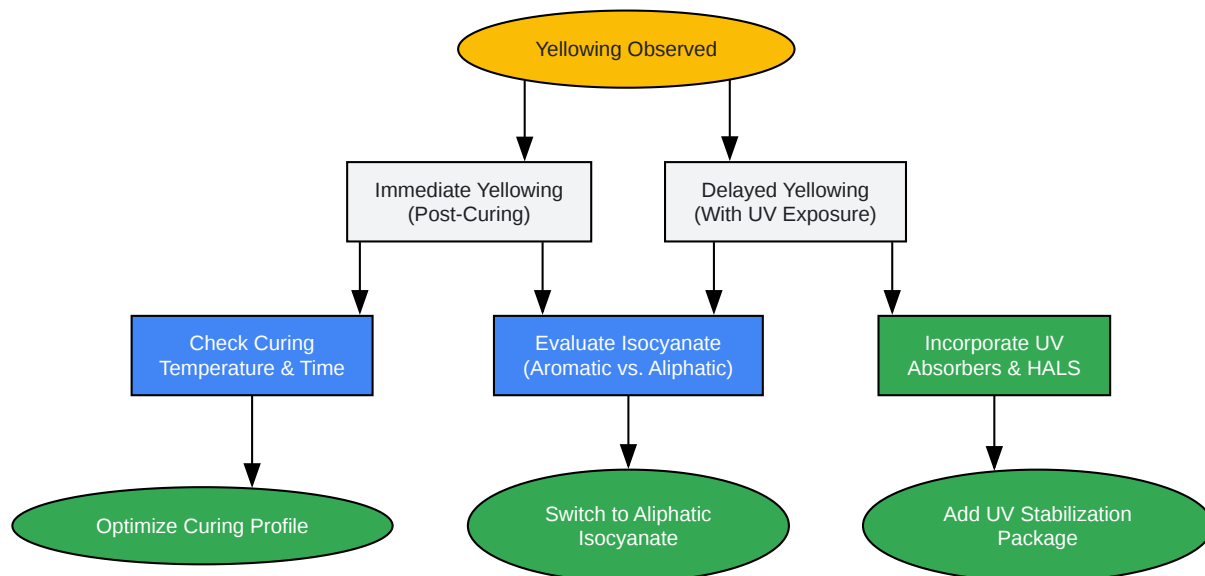 Yellowing Observed
Immediate Yellowing
(Post-Curing)
Delayed Yellowing
(With UV Exposure)
Check Curing
Temperature & Time
Evaluate Isocyanate
(Aromatic vs. Aliphatic)
Incorporate UV
Absorbers & HALS
Optimize Curing Profile
Switch to Aliphatic
Isocyanate
Add UV Stabilization
Package